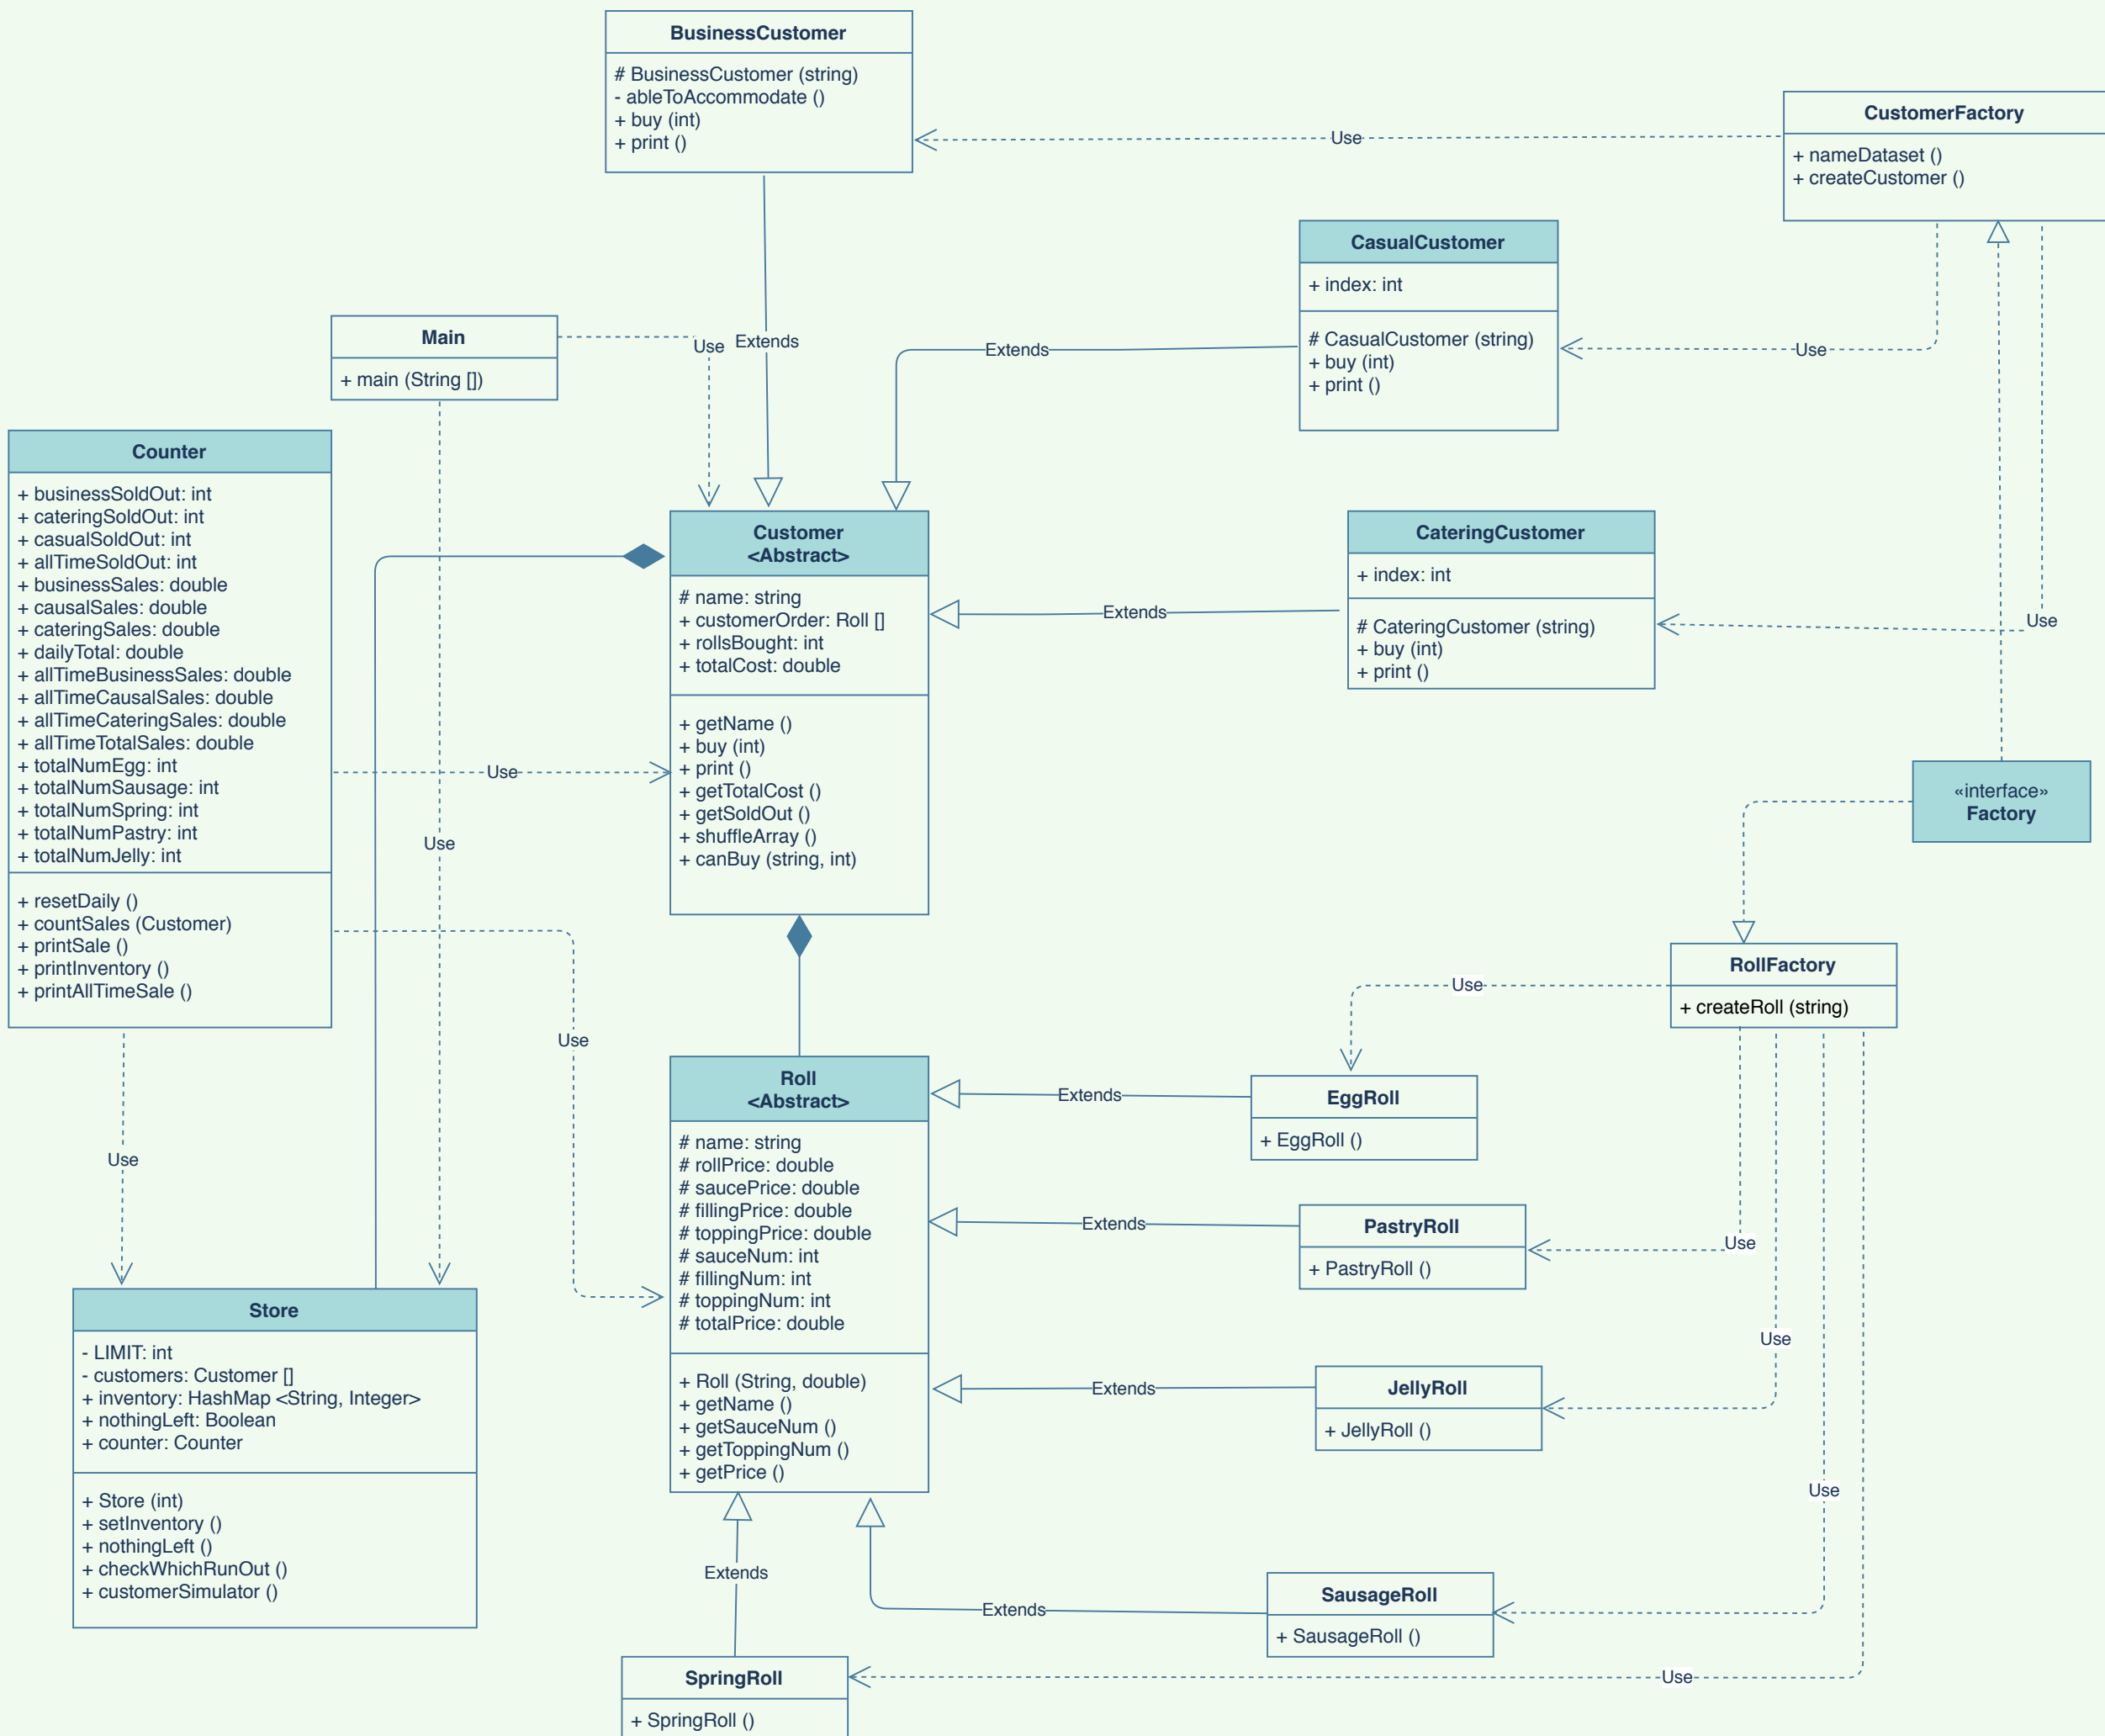 BusinessCustomer
# BusinessCustomer (string)
- ableToAccommodate ()
+ buy (int)
+ print ()
CustomerFactory
+ nameDataset ()
+ createCustomer ()
Use
CasualCustomer
+ index: int
# CasualCustomer (string)
+ buy (int)
+ print ()
Use
Main
+ main (String [])
Use
Extends
Extends
Counter
+ businessSoldOut: int
+ cateringSoldOut: int
+ casualSoldOut: int
+ allTimeSoldOut: int
+ businessSales: double
+ causalSales: double
+ cateringSales: double
+ dailyTotal: double
+ allTimeBusinessSales: double
+ allTimeCausalSales: double
+ allTimeCateringSales: double
+ allTimeTotalSales: double
+ totalNumEgg: int
+ totalNumSausage: int
+ totalNumSpring: int
+ totalNumPastry: int
+ totalNumJelly: int
+ resetDaily ()
+ countSales (Customer)
+ printSale ()
+ printInventory ()
+ printAllTimeSale ()
Customer
<Abstract>
# name: string
+ customerOrder: Roll []
+ rollsBought: int
+ totalCost: double
+ getName ()
+ buy (int)
+ print ()
+ getTotalCost ()
+ getSoldOut ()
+ shuffleArray ()
+ canBuy (string, int)
Extends
CateringCustomer
+ index: int
# CateringCustomer (string)
+ buy (int)
+ print ()
Use
Use
Use
«interface»
Factory
RollFactory
+ createRoll (string)
Use
Use
Use
Roll
<Abstract>
# name: string
# rollPrice: double
# saucePrice: double
# fillingPrice: double
# toppingPrice: double
# sauceNum: int
# fillingNum: int
# toppingNum: int
# totalPrice: double
+ Roll (String, double)
+ getName ()
+ getSauceNum ()
+ getToppingNum ()
+ getPrice ()
Extends
EggRoll
+ EggRoll ()
Extends
PastryRoll
+ PastryRoll ()
Use
Store
- LIMIT: int
- customers: Customer []
+ inventory: HashMap <String, Integer>
+ nothingLeft: Boolean
+ counter: Counter
+ Store (int)
+ setInventory ()
+ nothingLeft ()
+ checkWhichRunOut ()
+ customerSimulator ()
Use
Extends
JellyRoll
+ JellyRoll ()
Use
Extends
Extends
SausageRoll
+ SausageRoll ()
SpringRoll
+ SpringRoll ()
Use